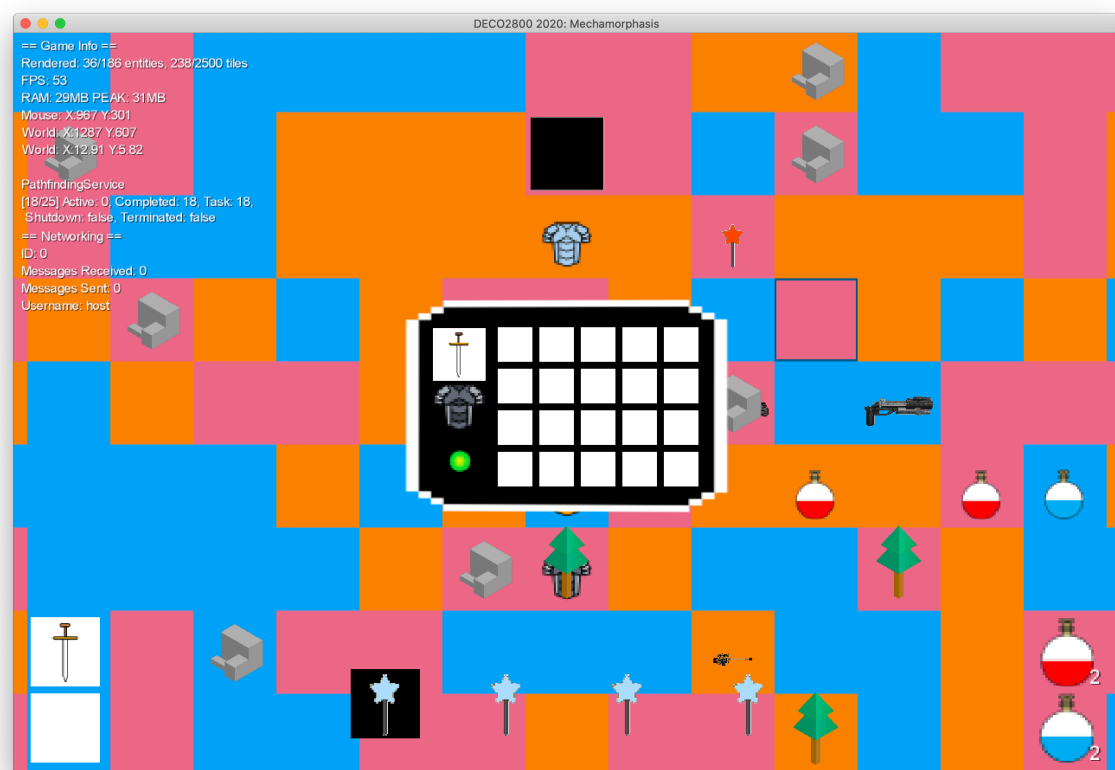 DECO2800 2020: Mechamorphasis
== Game Info ==
Rendered: 36/186 entities, 238/2500 tiles
FPS: 53
RAM: 29MB PEAK: 31MB
Mouse: X:967 Y:301
World: X:1287 Y:607
World: X:12.91 Y:5.82
PathfindingService
[18/25] Active: 0, Completed: 18, Task: 18,
Shutdown: false, Terminated: false
== Networking ==
ID: 0
Messages Received: 0
Messages Sent: 0
Username: host
2
2